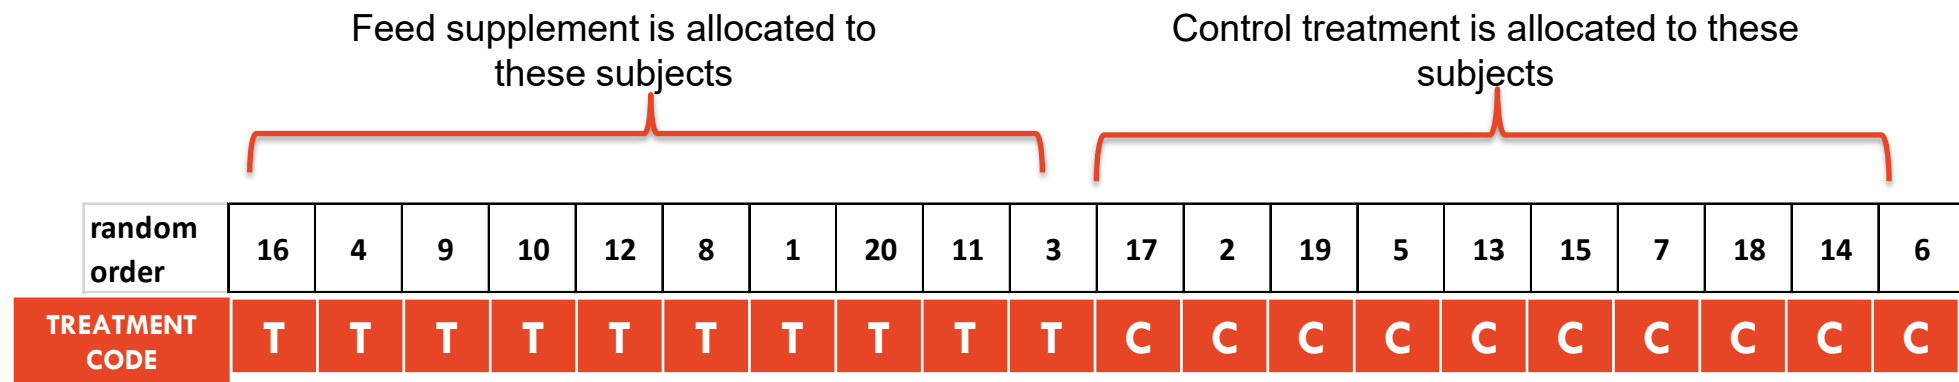 Feed supplement is allocated to
these subjects
Control treatment is allocated to these
subjects
random
order
16 4 9 10 12 8 1 20 11 3 17 2 19 5 13 15 7 18 14 6
TREATMENT
CODE
T T T T T T T T T T C C C C C C C C C C